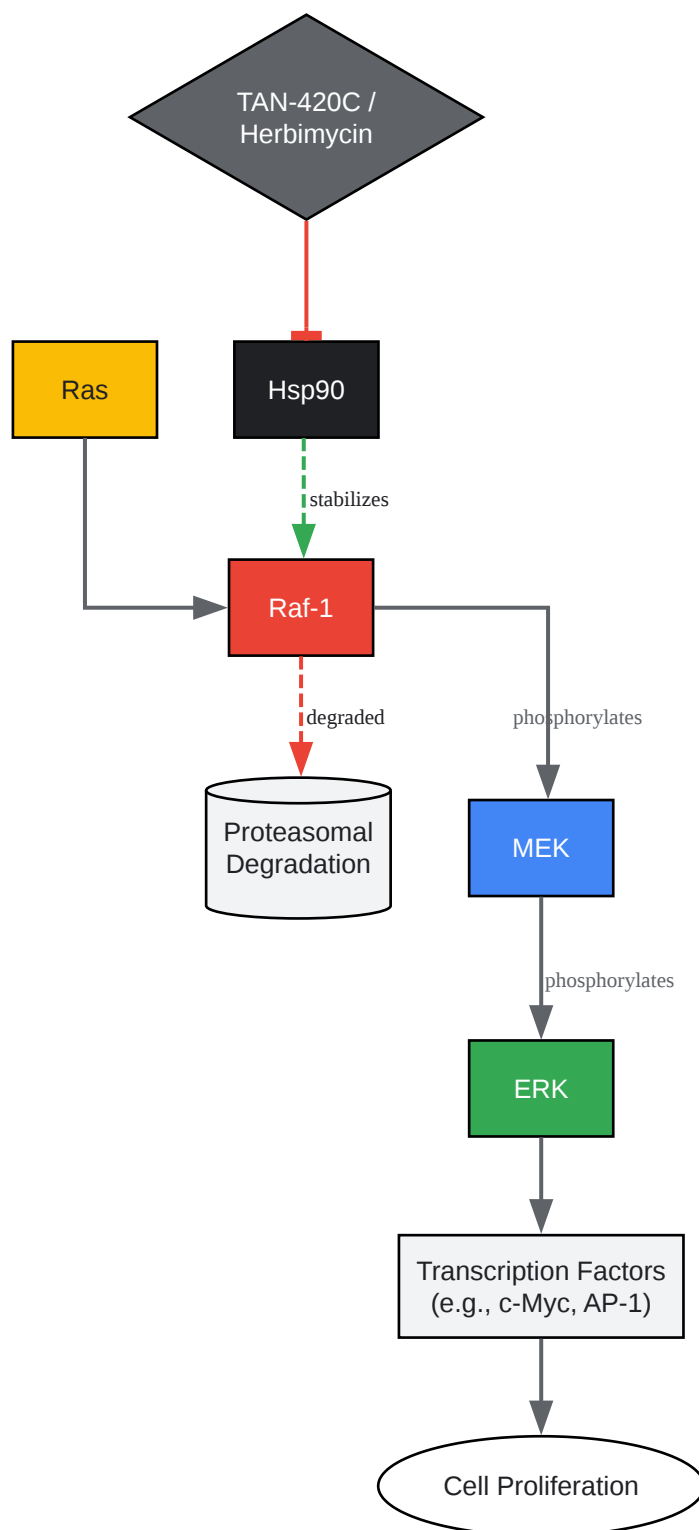 TAN-420C /
Herbimycin
Ras
Hsp90
stabilizes
Raf-1
degraded
phosphorylates
Proteasomal
Degradation
MEK
phosphorylates
ERK
Transcription Factors
(e.g., c-Myc, AP-1)
Cell Proliferation